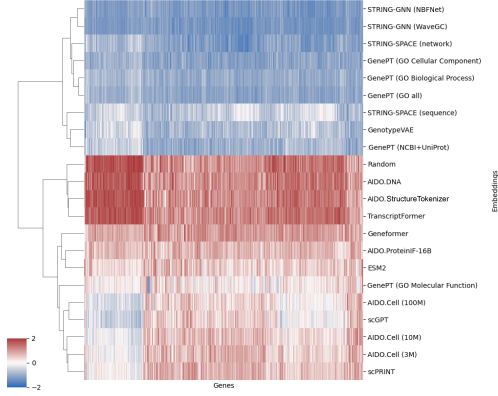 STRING-GNN (NBFNet)
STRING-GNN (WaveGC)
STRING-SPACE (network)
GenePT (GO Cellular Component)
GenePT (GO Biological Process)
GenePT (GO all)
STRING-SPACE (sequence)
GenotypeVAE
GenePT (NCBI+UniProt)
Random
AIDO.DNA
AIDO.StructureTokenizer
TranscriptFormer
Geneformer
AIDO.ProteinIF-16B
ESM2
GenePT (GO Molecular Function)
AIDO.Cell (100M)
scGPT
AIDO.Cell (10M)
AIDO.Cell (3M)
scPRINT
Embeddings
2
0
−2
Genes